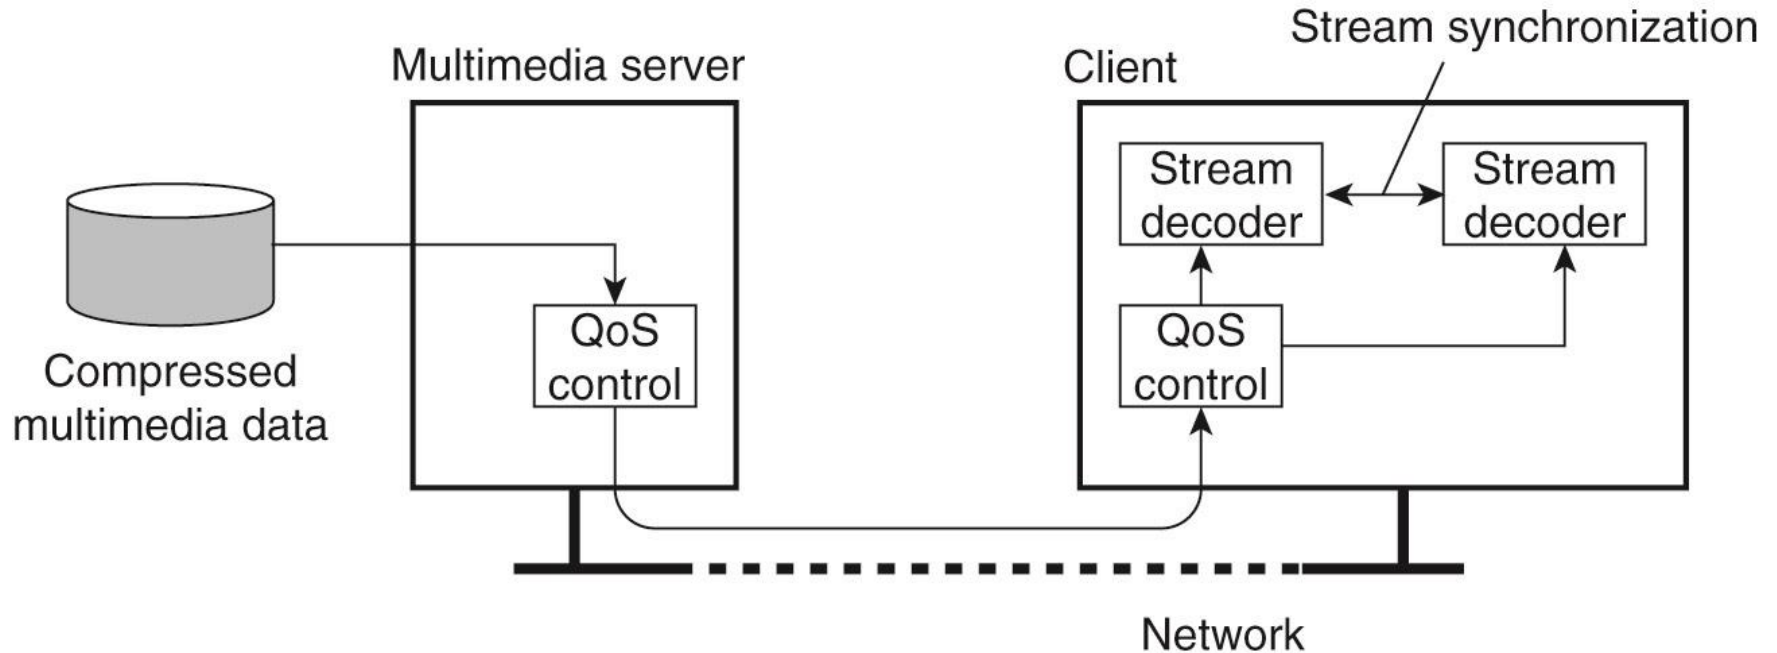 Stream synchronization
Multimedia server
Client
Stream
decoder
Stream
decoder
QoS
control
QoS
control
Compressed
multimedia data
Network